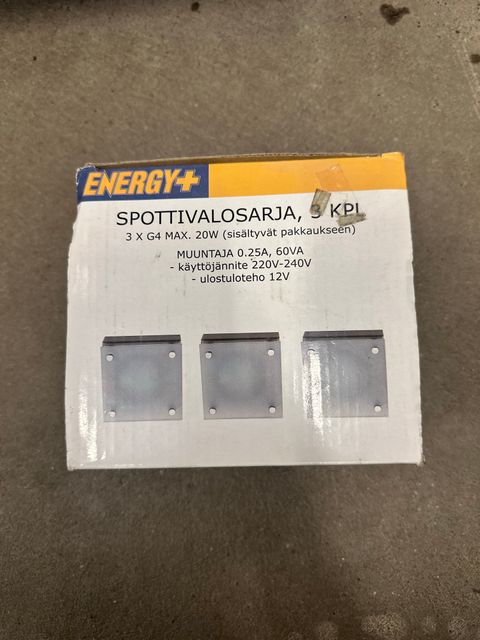 ENERGY+
SPOTTIVALOSARJA, 3 KPL
3 X G4 MAX. 20W (sisältyvät pakkaukseen)
MUUNTAJA 0.25A, 60VA
- käyttöjännite 220V-240V
- ulostuloteho 12V